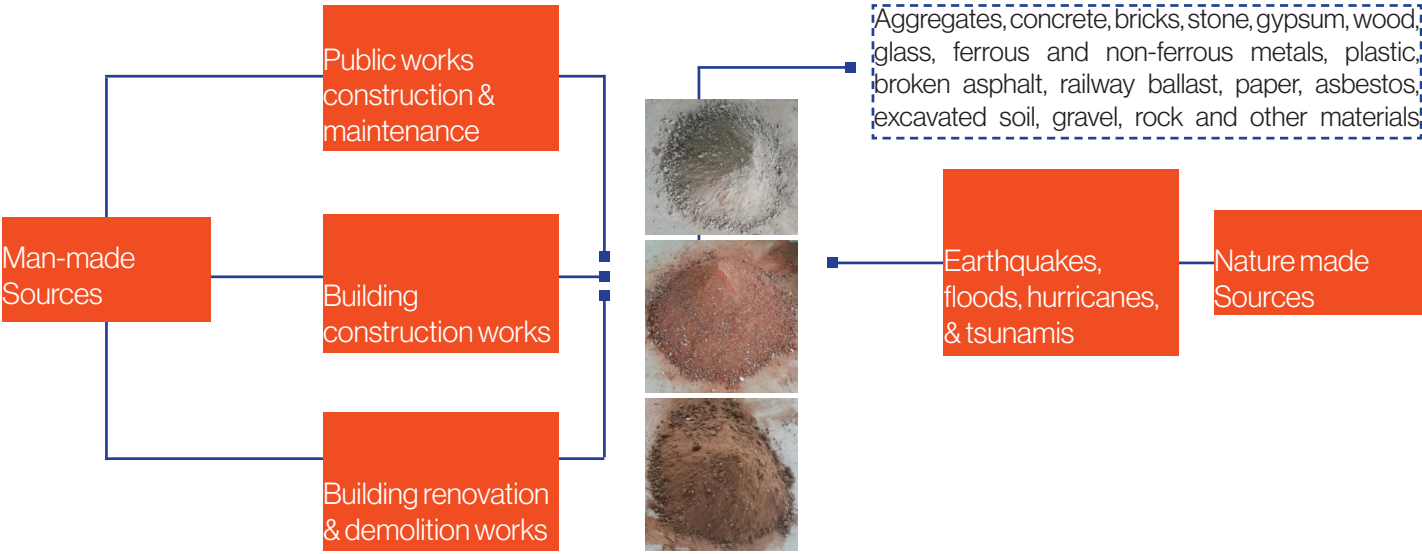 Man-made
Sources
Public works
construction &
maintenance
Building
construction works
Building renovation
& demolition works
Aggregates, concrete, bricks, stone, gypsum, wood,
glass, ferrous and non-ferrous metals, plastic,
broken asphalt, railway ballast, paper, asbestos,
excavated soil, gravel, rock and other materials
Earthquakes,
floods, hurricanes,
& tsunamis
Nature made
Sources